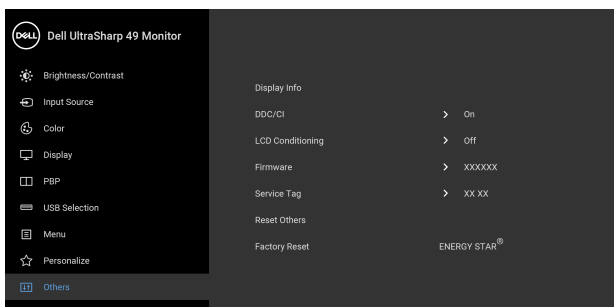 DELL Dell UltraSharp 49 Monitor
Brightness/Contrast
Input Source
Color
Display
PBP
USB Selection
Menu
Personalize
Others
Display Info
DDC/CI > On
LCD Conditioning > Off
Firmware > XXXXXX
Service Tag > XX XX
Reset Others
Factory Reset ENERGY STAR®